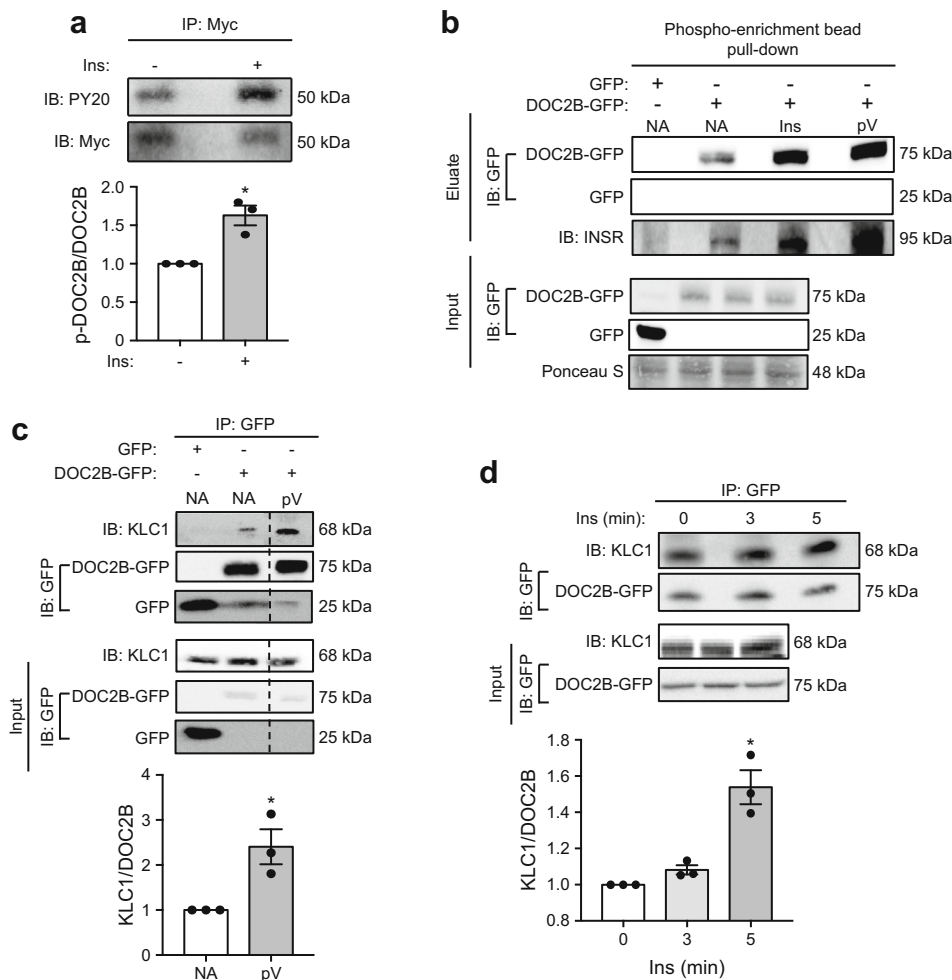 a
IP: Myc
Ins: - +
IB: PY20 50 kDa
IB: Myc 50 kDa
p-DOC2B/DOC2B
2.0
1.5
1.0
0.5
0
*
Ins: - +
b
Phospho-enrichment bead
pull-down
GFP: + - - -
DOC2B-GFP: - + + +
NA NA Ins pV
Eluate
IB: GFP
DOC2B-GFP 75 kDa
GFP 25 kDa
IB: INSR 95 kDa
Input
IB: GFP
DOC2B-GFP 75 kDa
GFP 25 kDa
Ponceau S 48 kDa
c
IP: GFP
GFP: + - -
DOC2B-GFP: - + +
NA NA pV
IB: KLC1 68 kDa
IB: GFP
DOC2B-GFP 75 kDa
GFP 25 kDa
Input
IB: KLC1 68 kDa
IB: GFP
DOC2B-GFP 75 kDa
GFP 25 kDa
KLC1/DOC2B
4
3
2
1
0
*
NA pV
d
IP: GFP
Ins (min): 0 3 5
IB: KLC1 68 kDa
IB: GFP
DOC2B-GFP 75 kDa
Input
IB: KLC1 68 kDa
IB: GFP
DOC2B-GFP 75 kDa
KLC1/DOC2B
1.8
1.6
1.4
1.2
1.0
0.8
*
0 3 5
Ins (min)